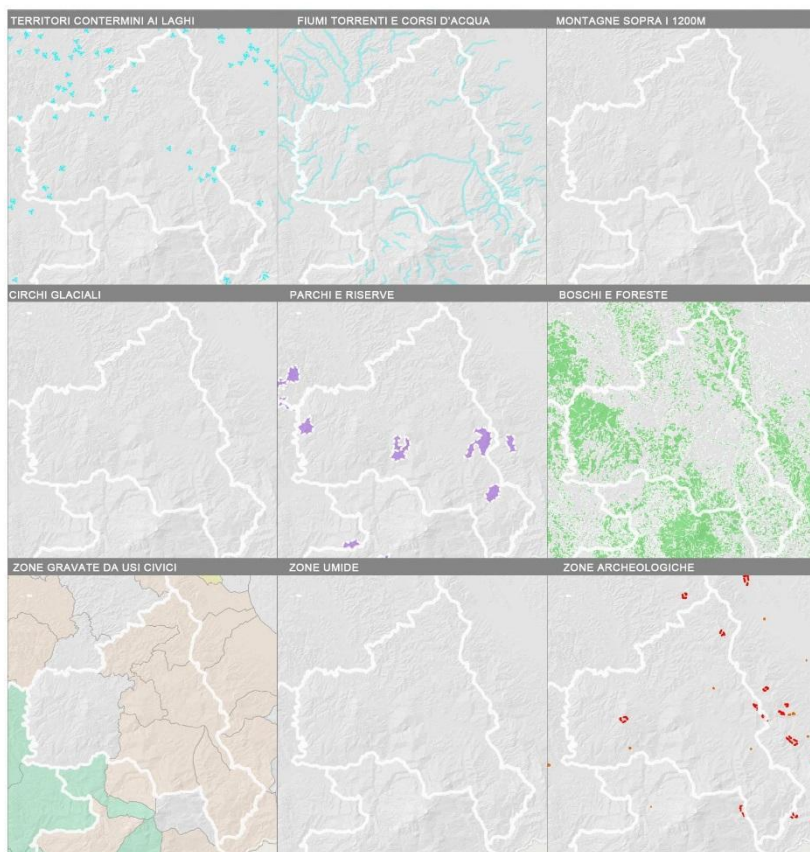 TERRITORI CONTERMINI AI LAGHI
FIUMI TORRENTI E CORSI D'ACQUA
MONTAGNE SOPRA I 1200M
CIRCHI GLACIALI
PARCHI E RISERVE
BOSCHI E FORESTE
ZONE GRAVATE DA USI CIVICI
ZONE UMIDE
ZONE ARCHEOLOGICHE